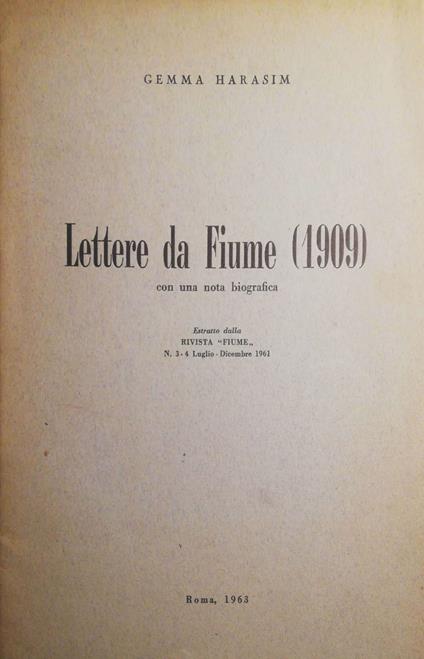 GEMMA HARASIM
Lettere da Fiume (1909)
con una nota biografica
Estratto dalla
RIVISTA "FIUME„
N. 3-4 Luglio - Dicembre 1961
Roma, 1963